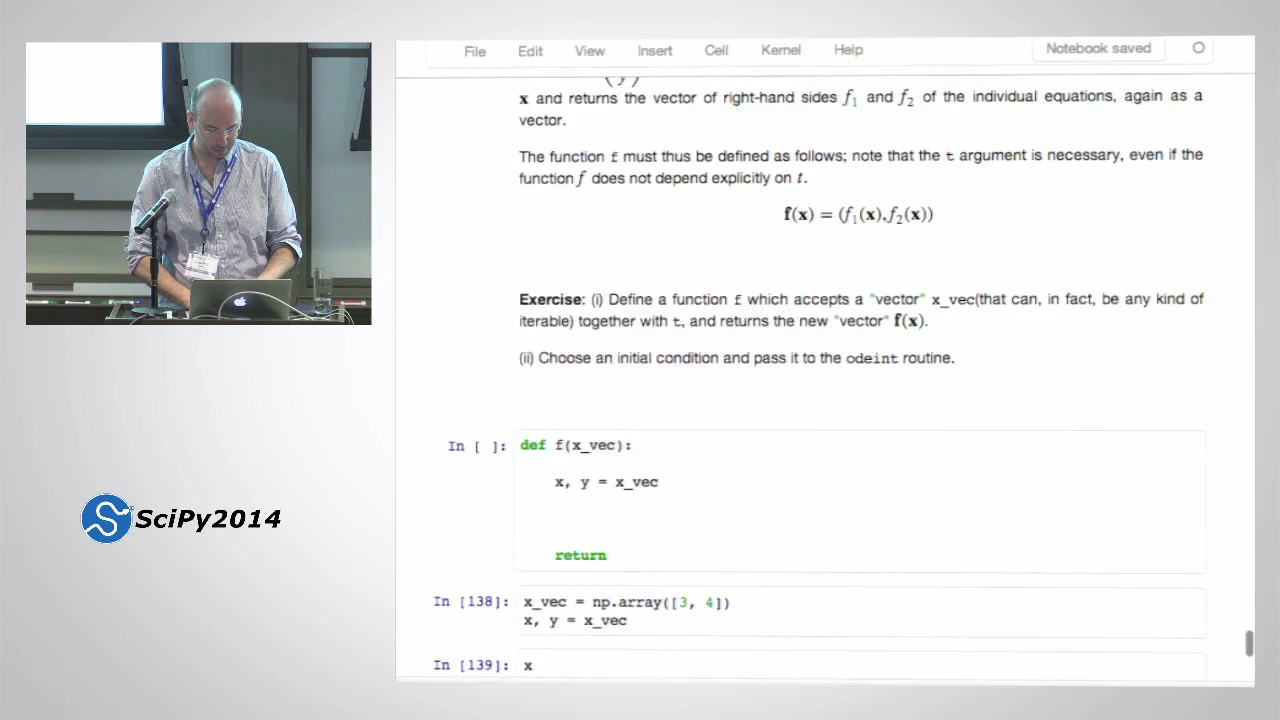 File Edit View Insert Cell Kernel Help Notebook saved
x and returns the vector of right-hand sides f1 and f2 of the individual equations, again as a
vector.
The function f must thus be defined as follows; note that the t argument is necessary, even if the
function f does not depend explicitly on t.
f(x) = (f1(x),f2(x))
Exercise: (i) Define a function f which accepts a "vector" x_vec(that can, in fact, be any kind of
iterable) together with t, and returns the new "vector" f(x).
(ii) Choose an initial condition and pass it to the odeint routine.
In [ ]: def f(x_vec):
x, y = x_vec
return
In [138]: x_vec = np.array([3, 4])
x, y = x_vec
In [139]: x
SciPy2014